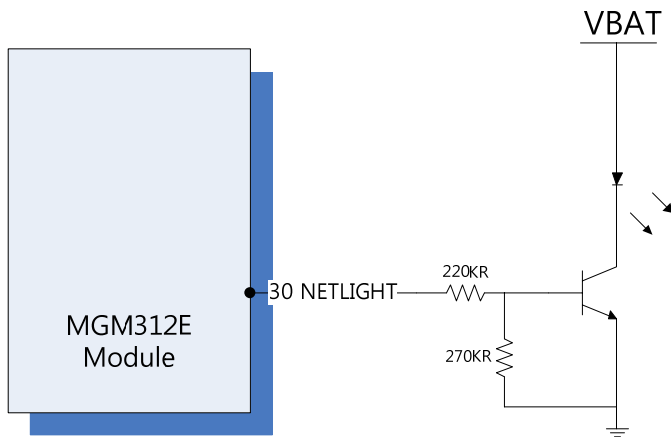 VBAT
220KR
30 NETLIGHT
MGM312E
Module
270KR